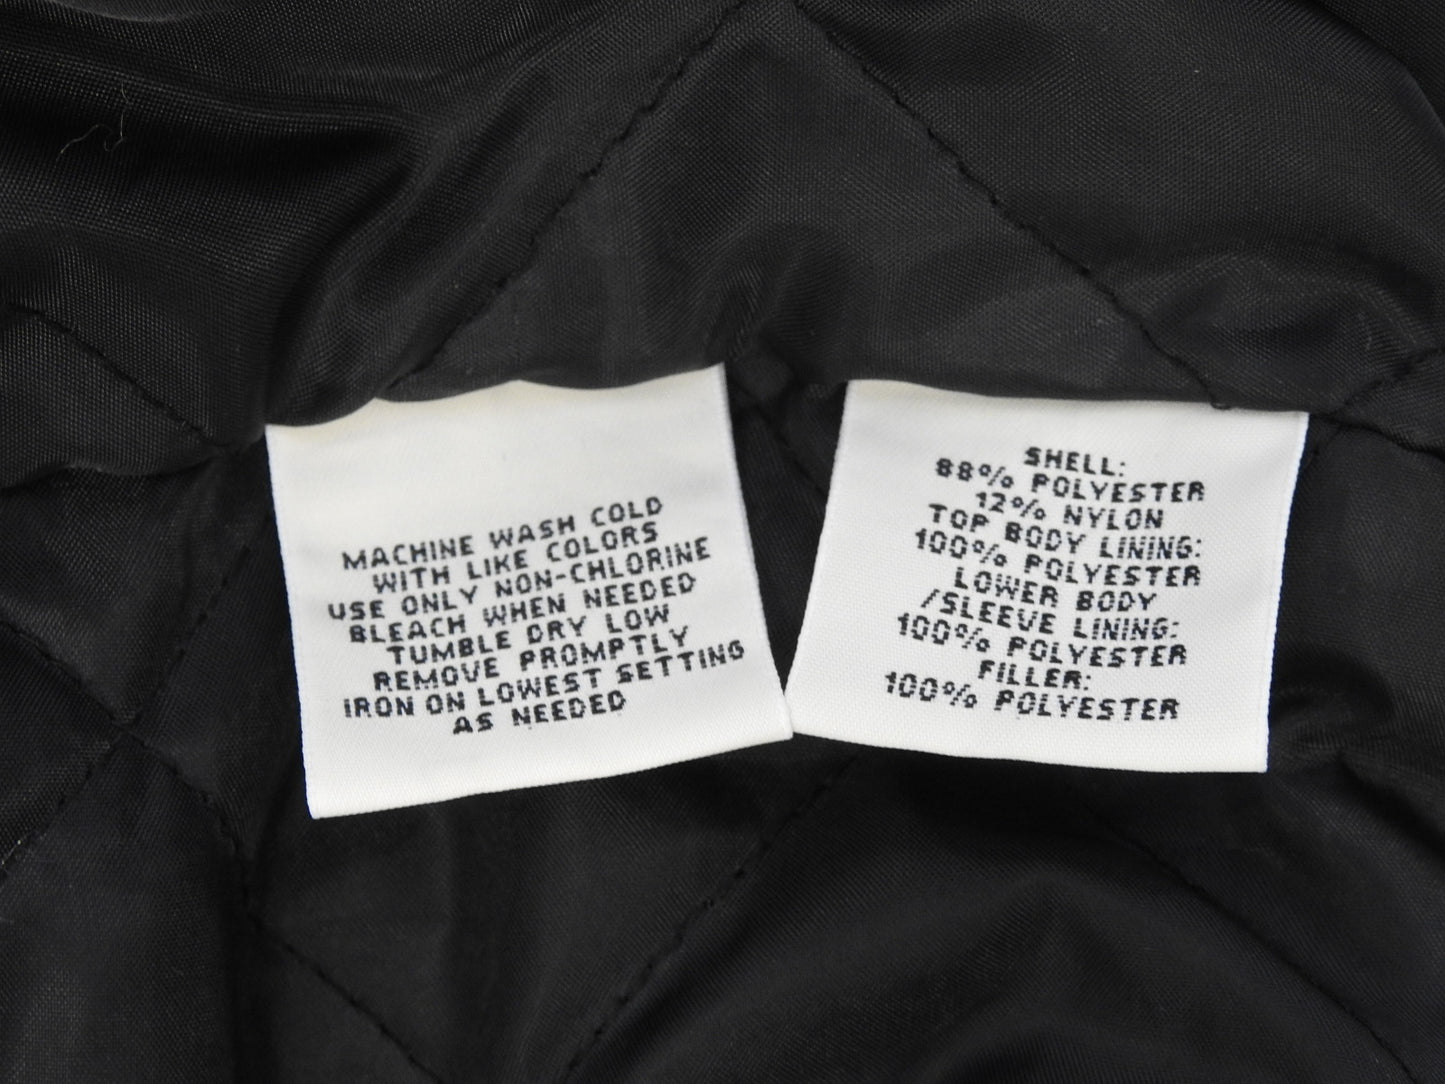 MACHINE WASH COLD
WITH LIKE COLORS
USE ONLY NON-CHLORINE
BLEACH WHEN NEEDED
TUMBLE DRY LOW
REMOVE PROMPTLY
IRON ON LOWEST SETTING
AS NEEDED
SHELL:
88% POLYESTER
12% NYLON
TOP BODY LINING:
100% POLYESTER
LOWER BODY
/SLEEVE LINING:
100% POLYESTER
FILLER:
100% POLYESTER